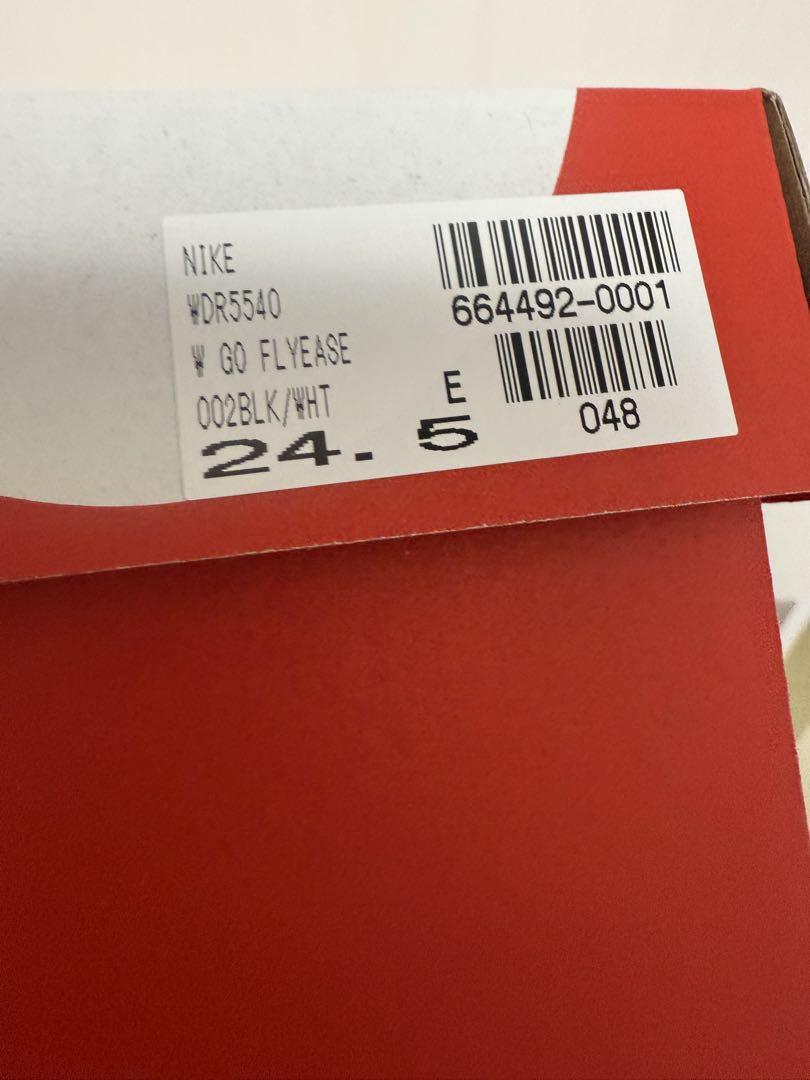 NIKE
WDR5540
W GO FLYEASE
002BLK/WHT
24.5
E
664492-0001
048